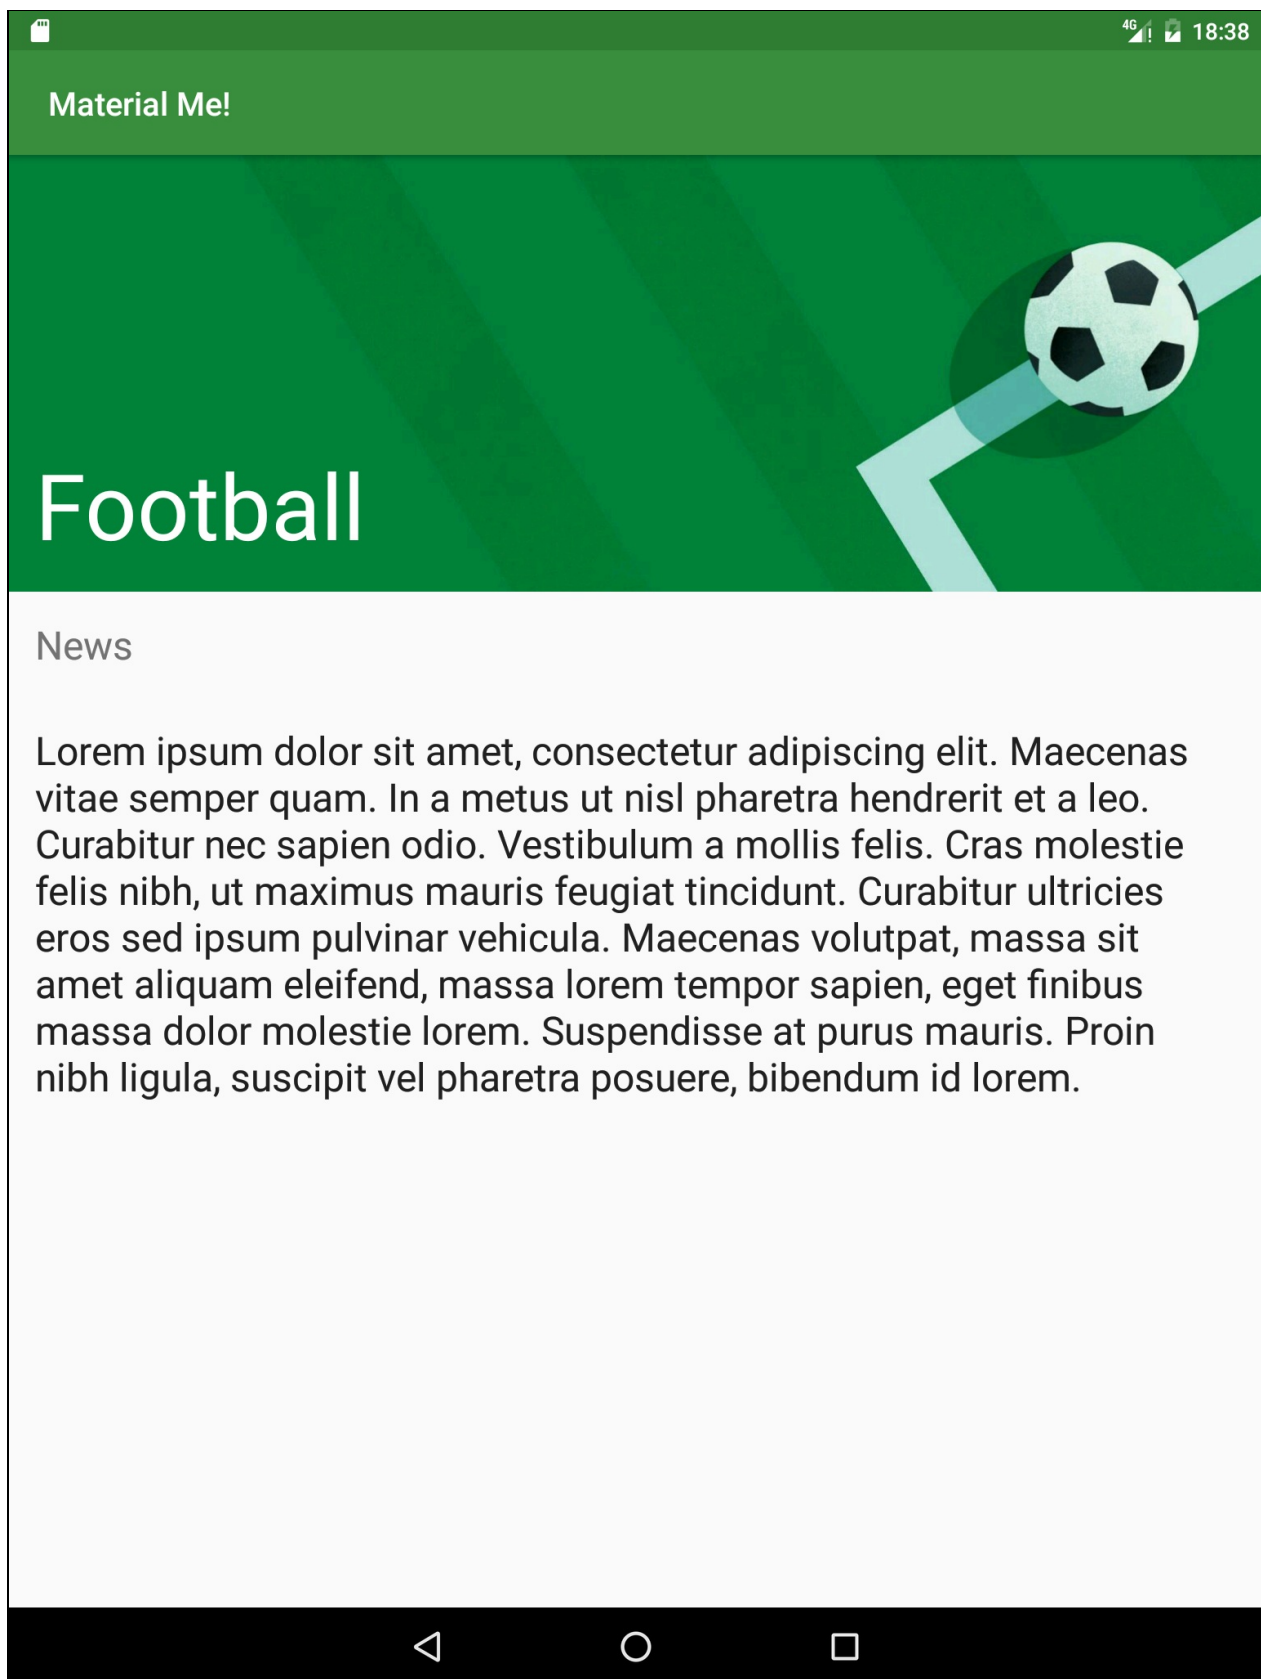 4G 18:38
Material Me!
Football
News
Lorem ipsum dolor sit amet, consectetur adipiscing elit. Maecenas
vitae semper quam. In a metus ut nisl pharetra hendrerit et a leo.
Curabitur nec sapien odio. Vestibulum a mollis felis. Cras molestie
felis nibh, ut maximus mauris feugiat tincidunt. Curabitur ultricies
eros sed ipsum pulvinar vehicula. Maecenas volutpat, massa sit
amet aliquam eleifend, massa lorem tempor sapien, eget finibus
massa dolor molestie lorem. Suspendisse at purus mauris. Proin
nibh ligula, suscipit vel pharetra posuere, bibendum id lorem.